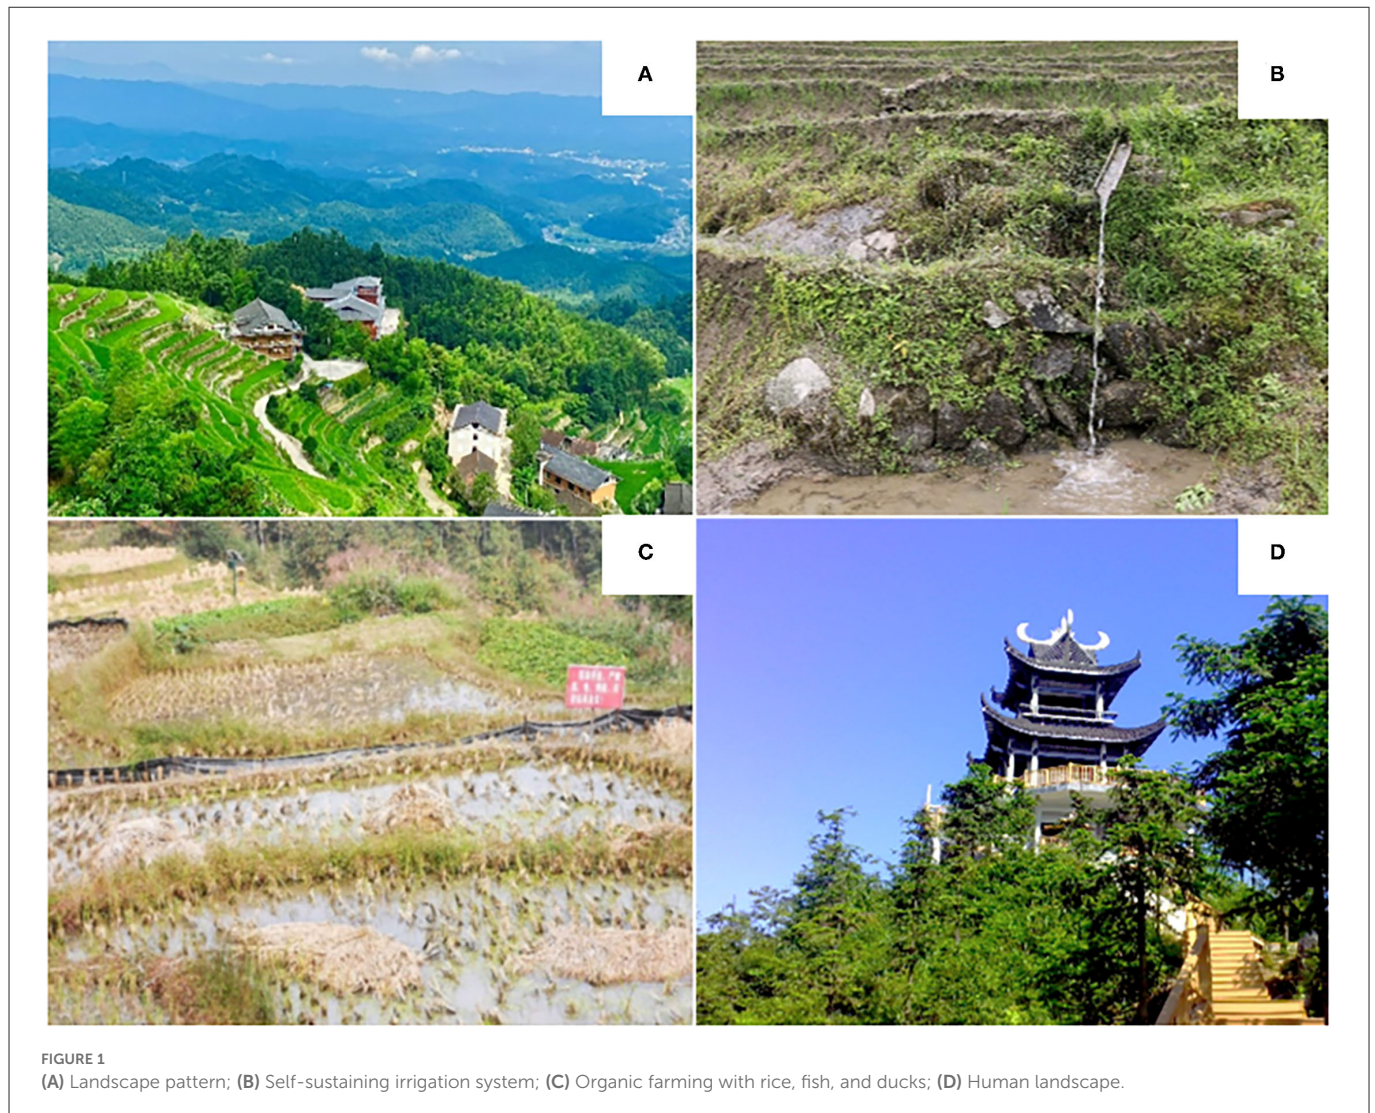 A
B
C
D
FIGURE 1
(A) Landscape pattern; (B) Self-sustaining irrigation system; (C) Organic farming with rice, fish, and ducks; (D) Human landscape.